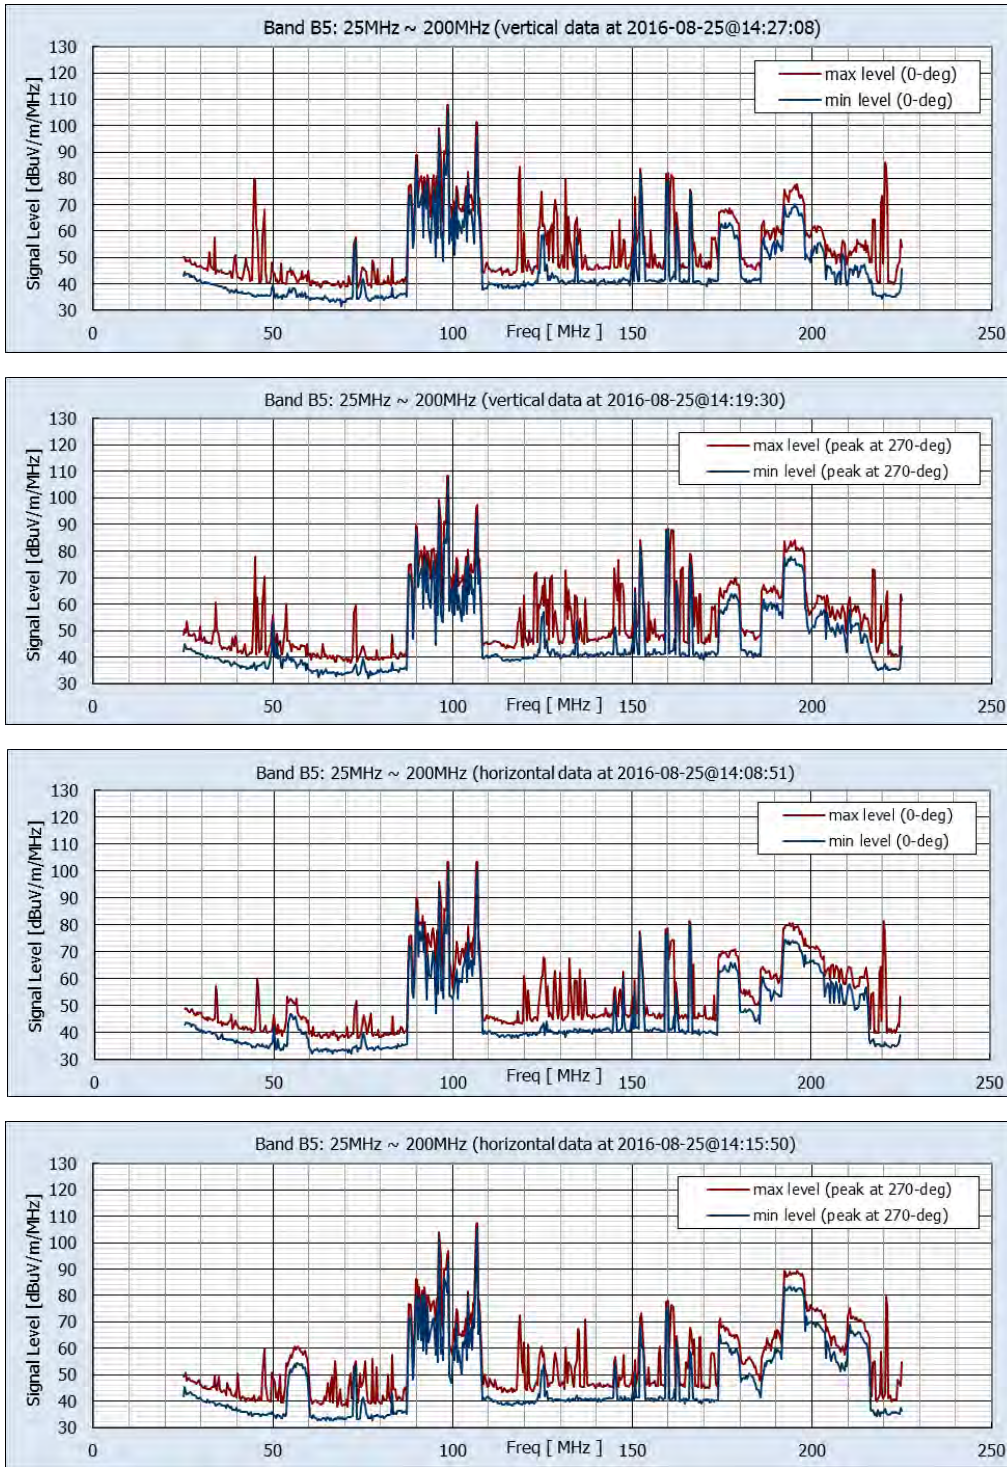 Band B5: 25MHz ~ 200MHz (vertical data at 2016-08-25@14:27:08)
Signal Level [dBuV/m/MHz]
130
120
110
100
90
80
70
60
50
40
30
max level (0-deg)
min level (0-deg)
0 50 100 Freq [ MHz ] 150 200 250
Band B5: 25MHz ~ 200MHz (vertical data at 2016-08-25@14:19:30)
Signal Level [dBuV/m/MHz]
130
120
110
100
90
80
70
60
50
40
30
max level (peak at 270-deg)
min level (peak at 270-deg)
0 50 100 Freq [ MHz ] 150 200 250
Band B5: 25MHz ~ 200MHz (horizontal data at 2016-08-25@14:08:51)
Signal Level [dBuV/m/MHz]
130
120
110
100
90
80
70
60
50
40
30
max level (0-deg)
min level (0-deg)
0 50 100 Freq [ MHz ] 150 200 250
Band B5: 25MHz ~ 200MHz (horizontal data at 2016-08-25@14:15:50)
Signal Level [dBuV/m/MHz]
130
120
110
100
90
80
70
60
50
40
30
max level (peak at 270-deg)
min level (peak at 270-deg)
0 50 100 Freq [ MHz ] 150 200 250